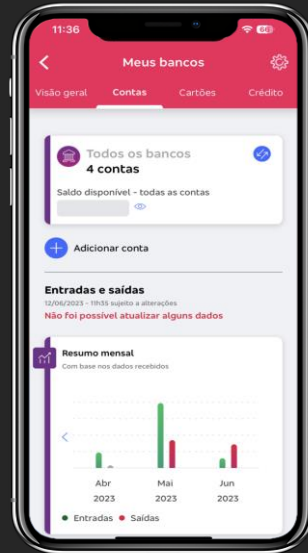 11:36
60
Meus bancos
Visão geral Contas Cartões Crédito
Todos os bancos
4 contas
Saldo disponível - todas as contas
Adicionar conta
Entradas e saídas
12/06/2023 - 11h35 sujeito a alterações
Não foi possível atualizar alguns dados
Resumo mensal
Com base nos dados recebidos
Abr Mai Jun
2023 2023 2023
Entradas Saídas